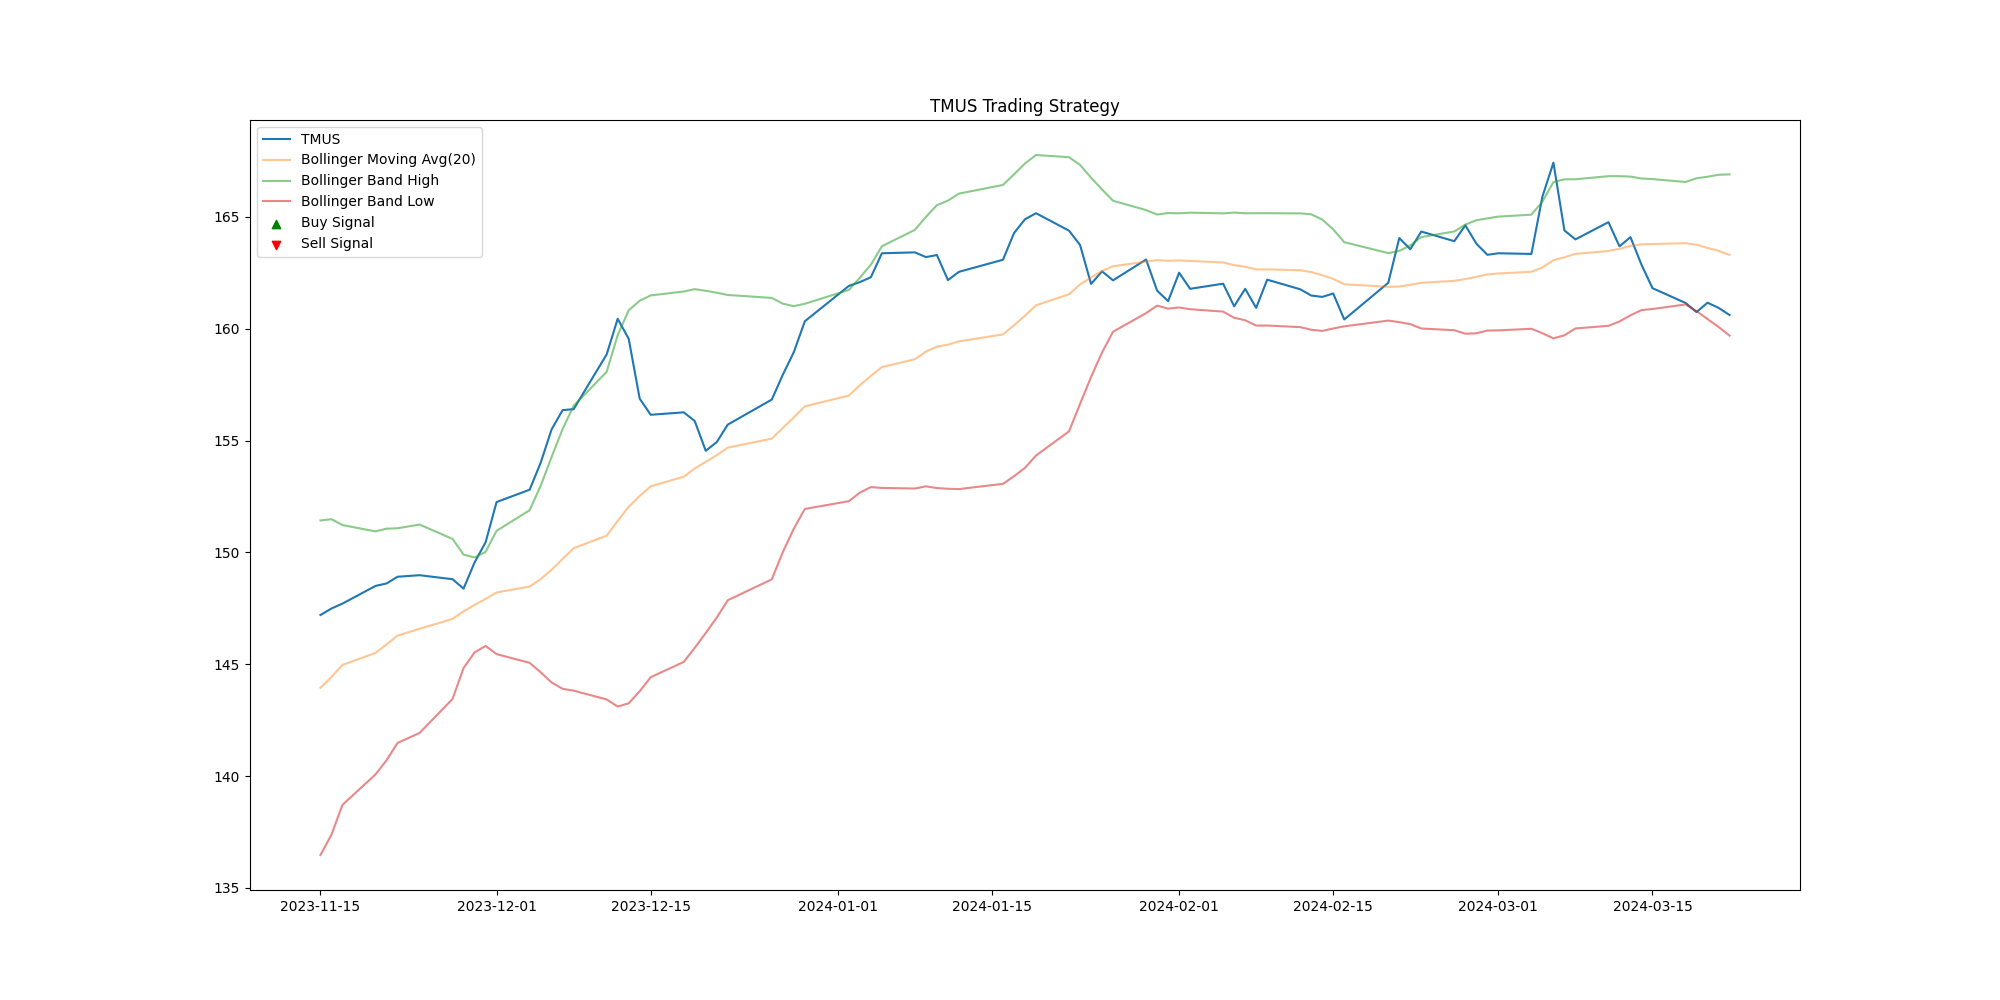 TMUS Trading Strategy
TMUS
Bollinger Moving Avg(20)
Bollinger Band High
Bollinger Band Low
Buy Signal
Sell Signal
165
160
155
150
145
140
135
2023-11-15 2023-12-01 2023-12-15 2024-01-01 2024-01-15 2024-02-01 2024-02-15 2024-03-01 2024-03-15